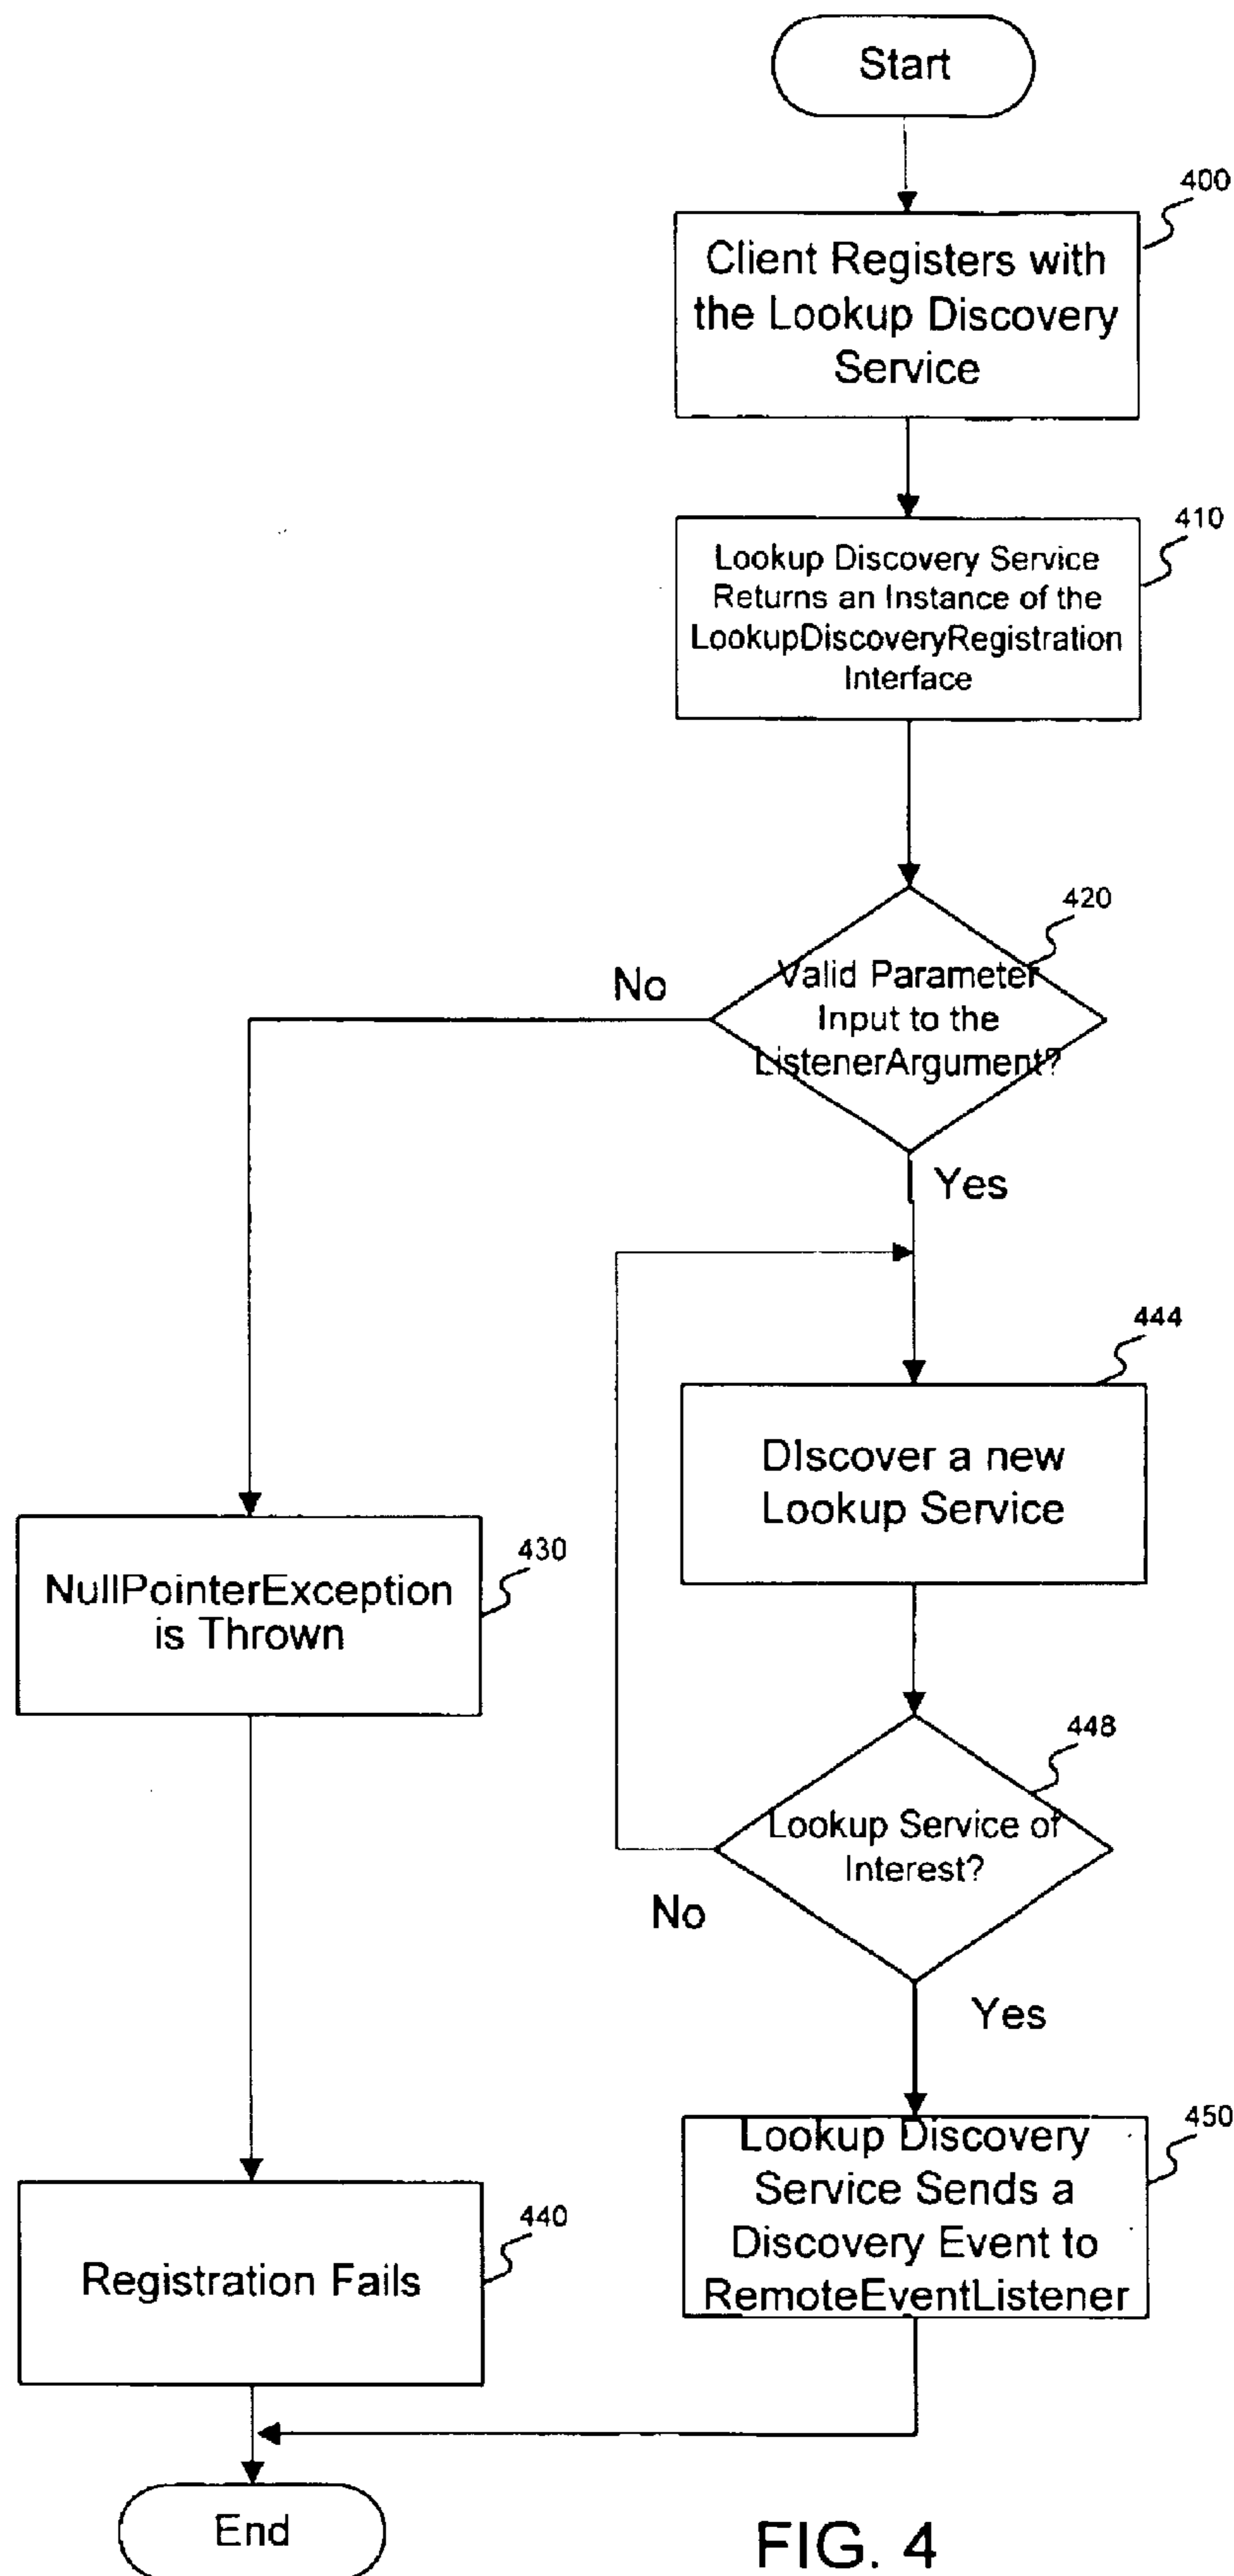 Start
400
Client Registers with
the Lookup Discovery
Service
410
Lookup Discovery Service
Returns an Instance of the
LookupDiscoveryRegistration
Interface
420
Valid Parameter
Input to the
ListenerArgument?
No
Yes
444
DIscover a new
Lookup Service
430
NullPointerException
is Thrown
448
Lookup Service of
Interest?
No
Yes
450
Lookup Discovery
Service Sends a
Discovery Event to
RemoteEventListener
440
Registration Fails
End
FIG. 4